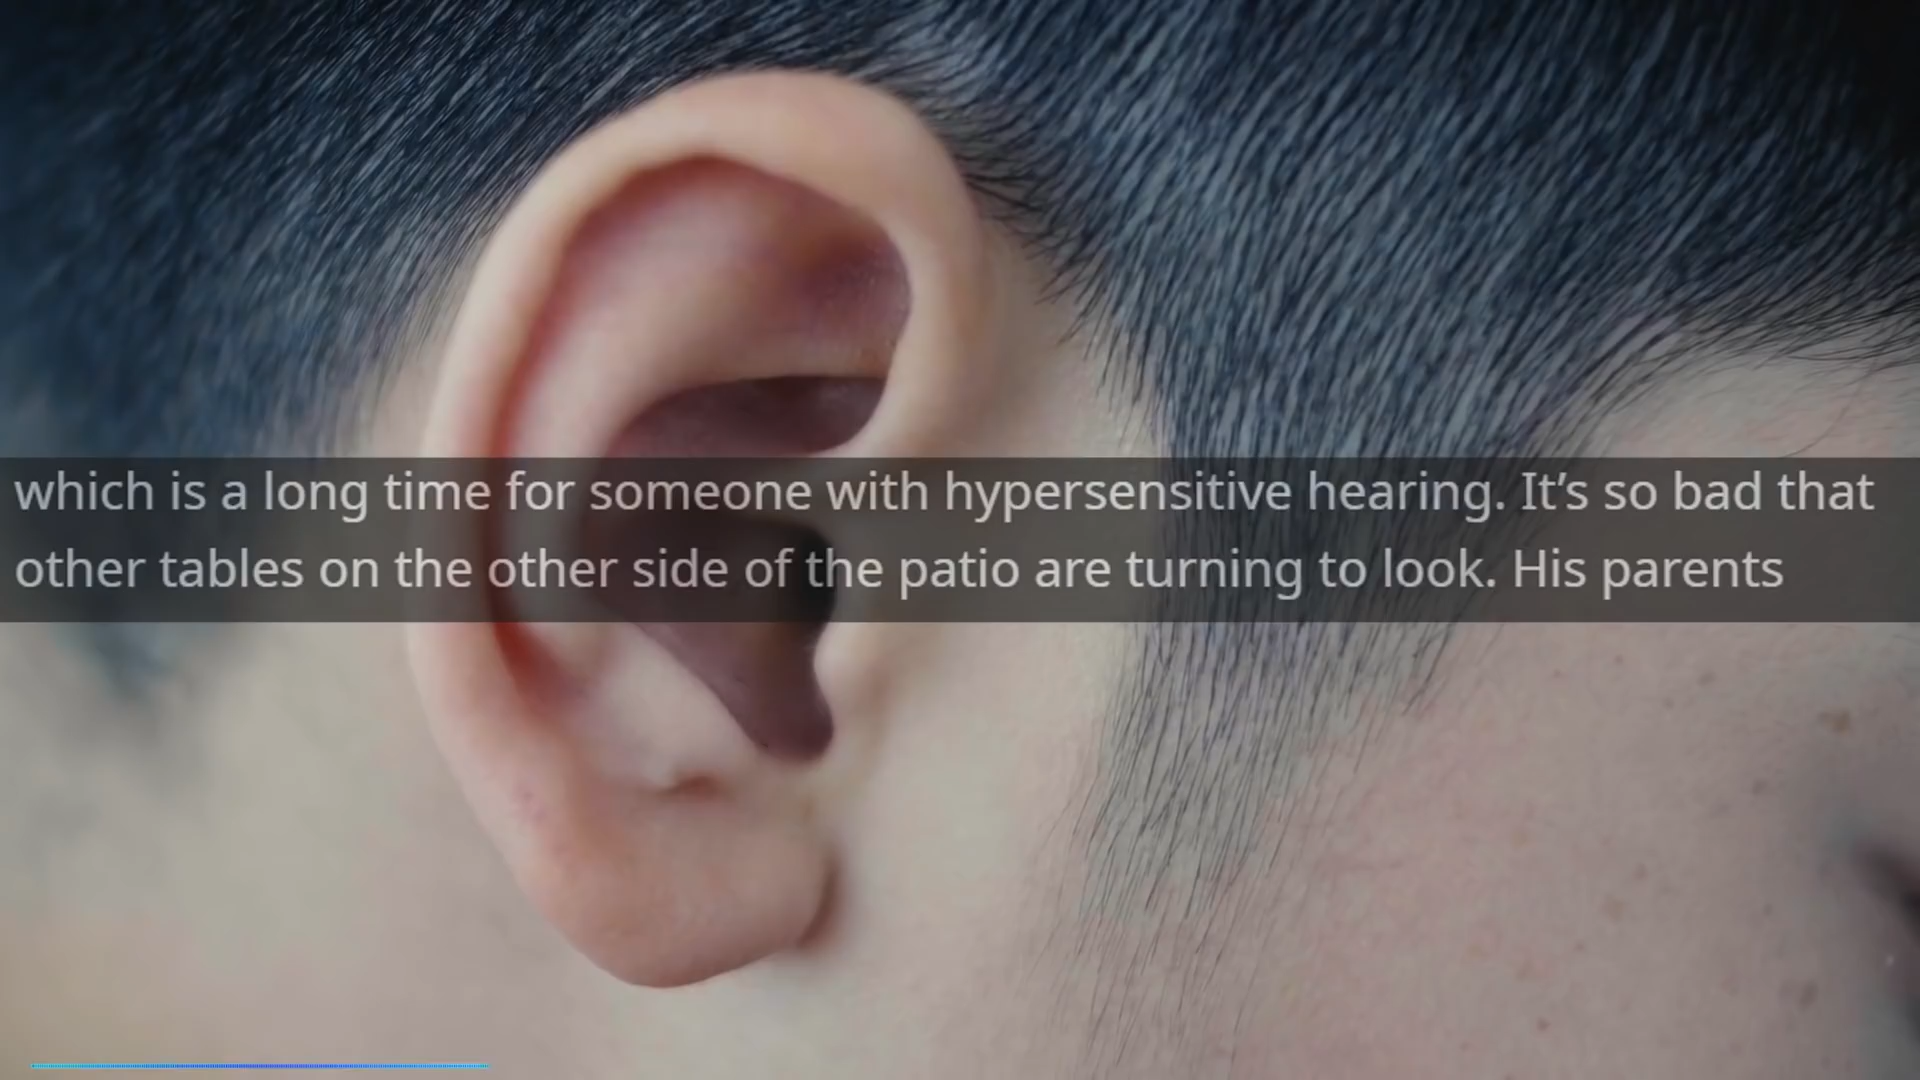 which is a long time for someone with hypersensitive hearing. It’s so bad that
other tables on the other side of the patio are turning to look. His parents